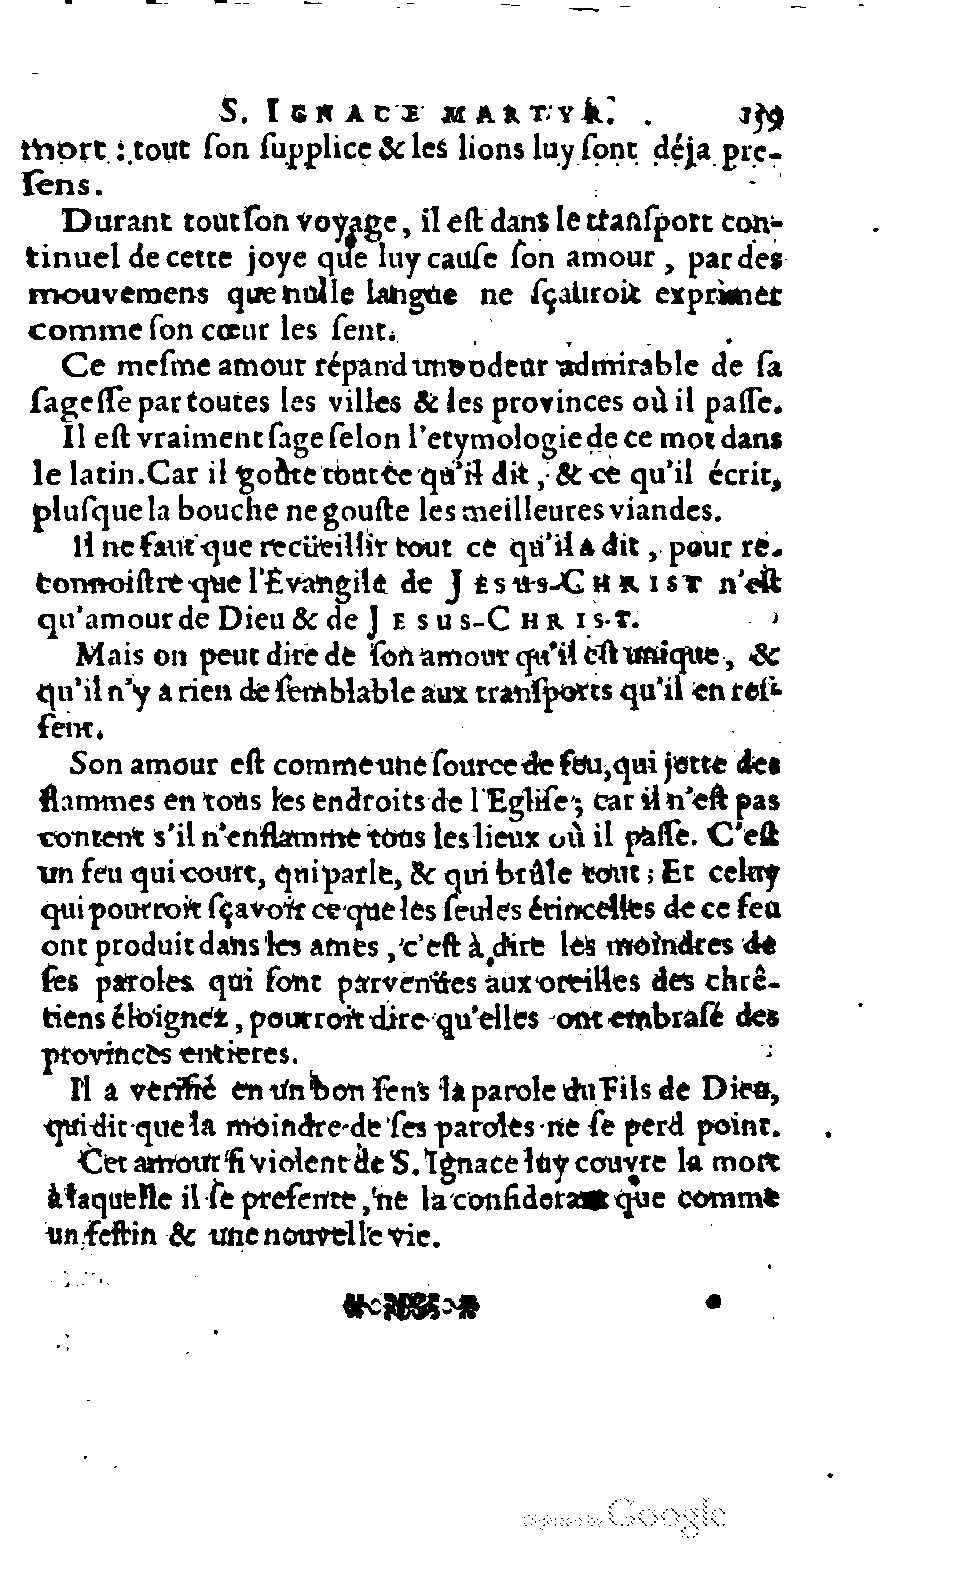 S. IGNACE MARTYR. 159
mort : tout ſon ſupplice & les lions luy ſont déja pre-
ſens.
Durant tout ſon voyage, il eſt dans le tranſport con-
tinuel de cette joye que luy cauſe ſon amour, par des
mouvemens que nulle langue ne ſçauroit exprimer
comme ſon cœur les ſent.
Ce meſme amour répand une odeur admirable de ſa
ſageſſe par toutes les villes & les provinces où il paſſe.
Il eſt vraiment ſage ſelon l'etymologie de ce mot dans
le latin. Car il goûte tout ce qu'il dit, & ce qu'il écrit,
plus que la bouche ne gouſte les meilleures viandes.
Il ne faut que recüeillir tout ce qu'il a dit, pour re-
connoiſtre que l'Évangile de JESUS-CHRIST n'eſt
qu'amour de Dieu & de JESUS-CHRIST.
Mais on peut dire de ſon amour qu'il eſt unique, &
qu'il n'y a rien de ſemblable aux tranſports qu'il en reſ-
ſent.
Son amour eſt comme une ſource de feu, qui jette des
flammes en tous les endroits de l'Egliſe; car il n'eſt pas
content s'il n'enflamme tous les lieux où il paſſe. C'eſt
un feu qui court, qui parle, & qui brûle tout; Et celuy
qui pourroit ſçavoir ce que les ſeules étincelles de ce feu
ont produit dans les ames, c'eſt à dire les moindres de
ſes paroles qui ſont parvenües aux oreilles des chrê-
tiens éloignez, pourroit dire qu'elles ont embraſé des
provinces entieres.
Il a verifié en un bon ſens la parole du Fils de Dieu,
qui dit que la moindre de ſes paroles ne ſe perd point.
Cet amour ſi violent de S. Ignace luy couvre la mort
à laquelle il ſe preſente, ne la conſiderant que comme
un feſtin & une nouvelle vie.
Digitized by Google